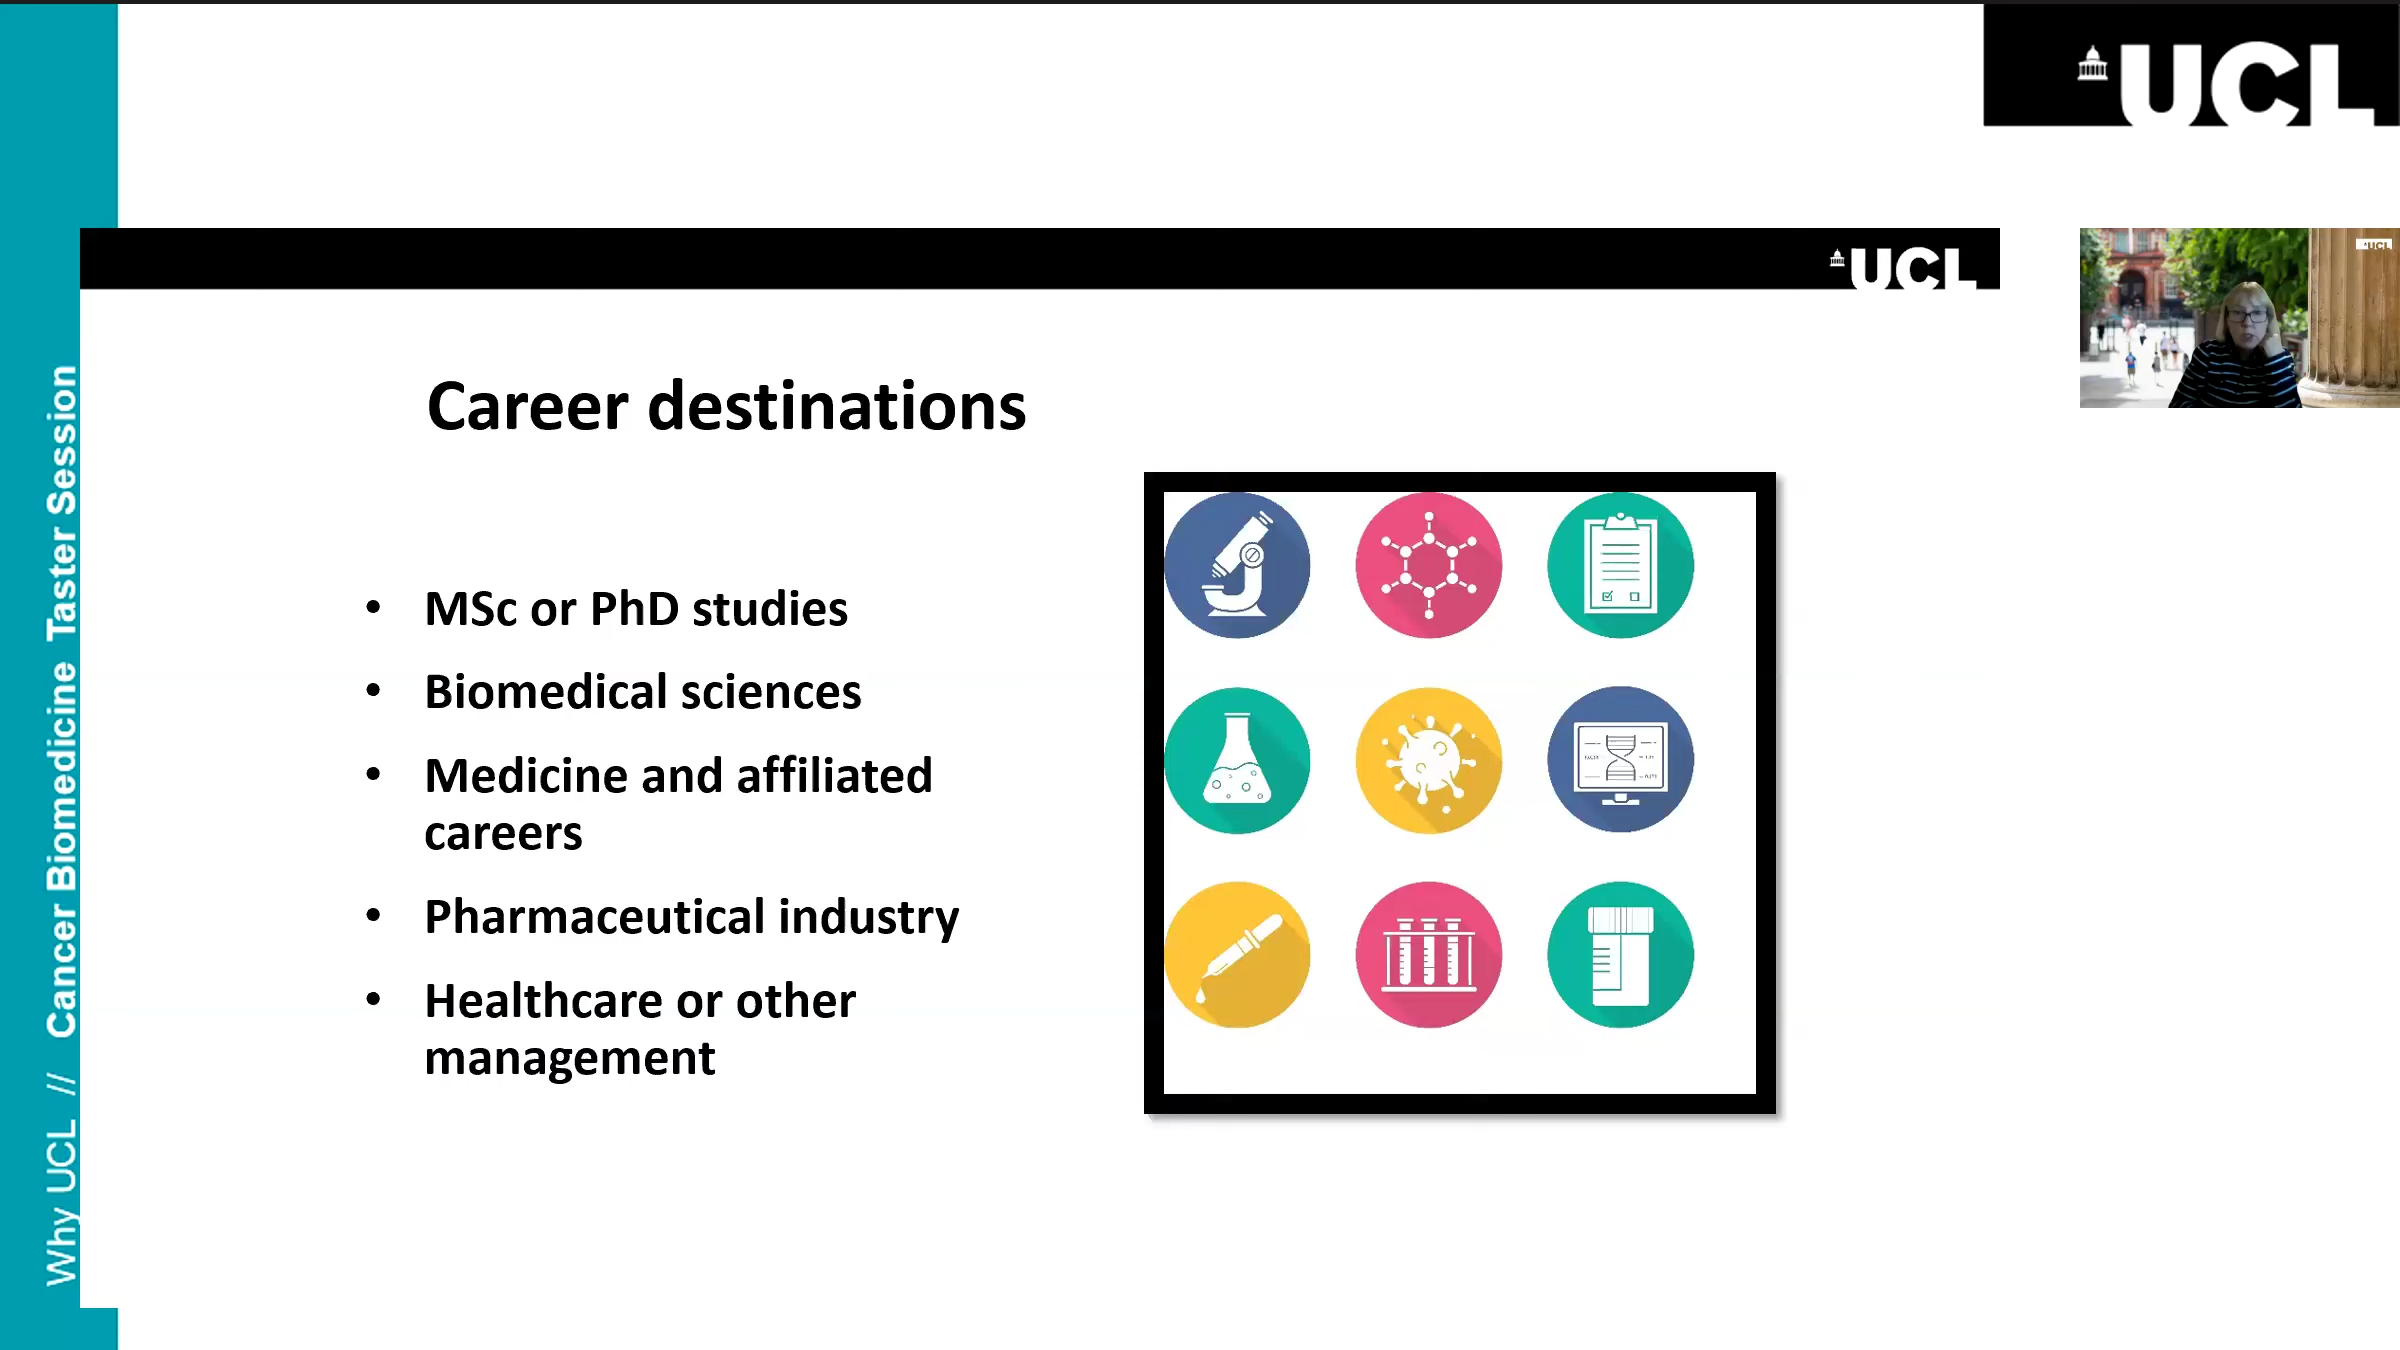 UCL
UCL
UCL
Why UCL // Cancer Biomedicine Taster Session
Career destinations
• MSc or PhD studies
• Biomedical sciences
• Medicine and affiliated
careers
• Pharmaceutical industry
• Healthcare or other
management